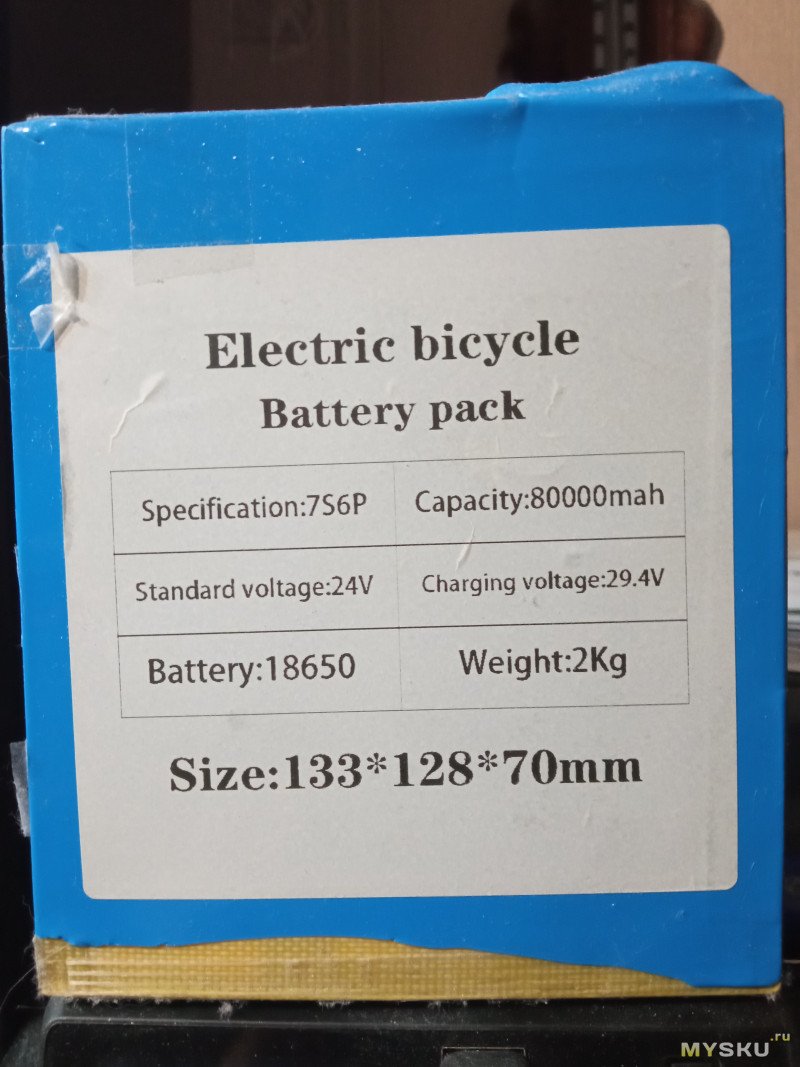 Electric bicycle
Battery pack
Specification:7S6P Capacity:80000mah
Standard voltage:24V Charging voltage:29.4V
Battery:18650 Weight:2Kg
Size:133*128*70mm
MYSKU.ru